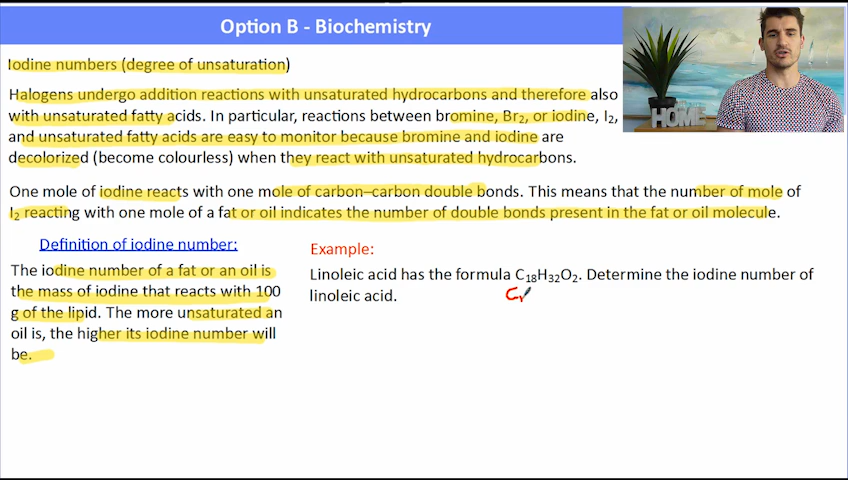 Option B - Biochemistry
HOME
Iodine numbers (degree of unsaturation)
Halogens undergo addition reactions with unsaturated hydrocarbons and therefore also
with unsaturated fatty acids. In particular, reactions between bromine, Br₂, or iodine, I₂,
and unsaturated fatty acids are easy to monitor because bromine and iodine are
decolorized (become colourless) when they react with unsaturated hydrocarbons.
One mole of iodine reacts with one mole of carbon–carbon double bonds. This means that the number of mole of
I₂ reacting with one mole of a fat or oil indicates the number of double bonds present in the fat or oil molecule.
Definition of iodine number:
The iodine number of a fat or an oil is
the mass of iodine that reacts with 100
g of the lipid. The more unsaturated an
oil is, the higher its iodine number will
be.
Example:
Linoleic acid has the formula C₁₈H₃₂O₂. Determine the iodine number of
linoleic acid.